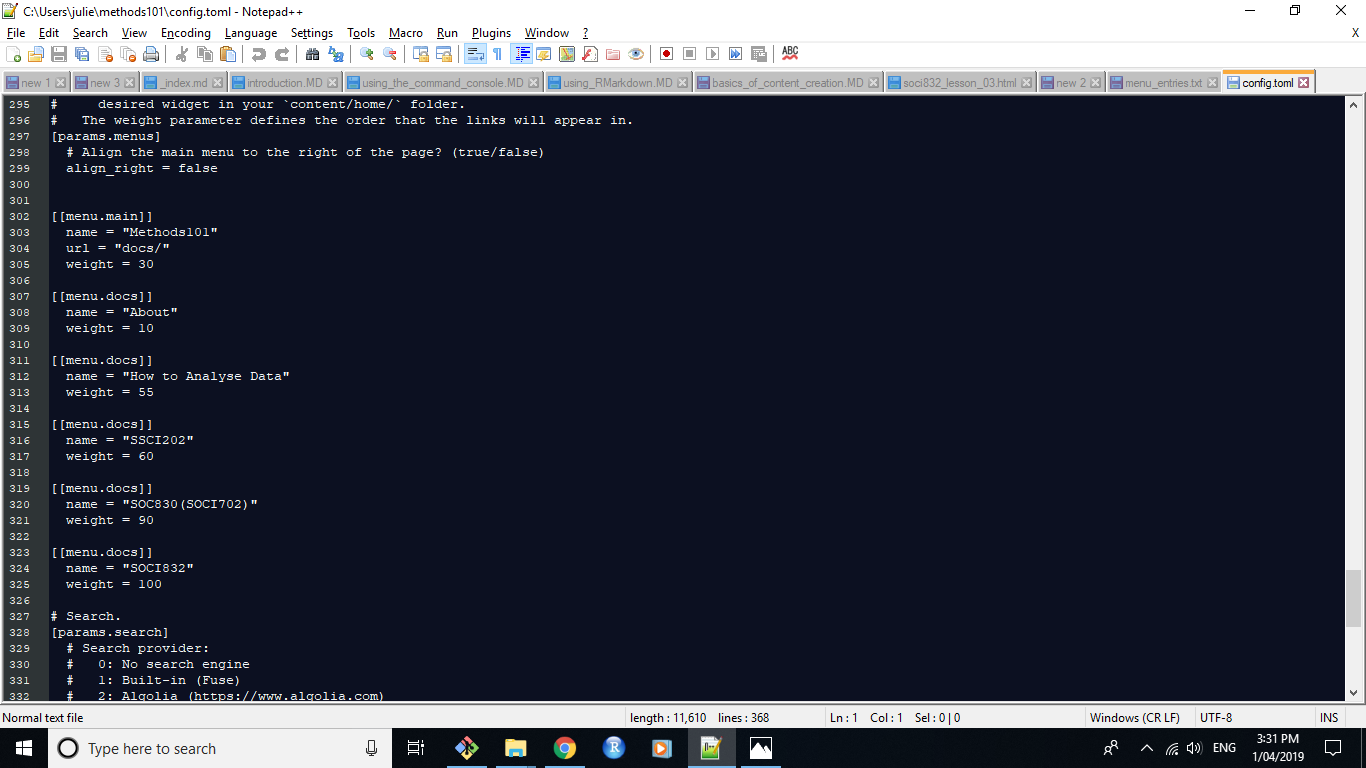 C:\Users\julie\methods101\config.toml - Notepad++
File Edit Search View Encoding Language Settings Tools Macro Run Plugins Window ? X
new 1 new 3 _index.md introduction.MD using_the_command_console.MD using_RMarkdown.MD basics_of_content_creation.MD soci832_lesson_03.html new 2 menu_entries.txt config.toml
295 #     desired widget in your `content/home/` folder.
296 #   The weight parameter defines the order that the links will appear in.
297 [params.menus]
298   # Align the main menu to the right of the page? (true/false)
299   align_right = false
300
301
302 [[menu.main]]
303   name = "Methods101"
304   url = "docs/"
305   weight = 30
306
307 [[menu.docs]]
308   name = "About"
309   weight = 10
310
311 [[menu.docs]]
312   name = "How to Analyse Data"
313   weight = 55
314
315 [[menu.docs]]
316   name = "SSCI202"
317   weight = 60
318
319 [[menu.docs]]
320   name = "SOC830(SOCI702)"
321   weight = 90
322
323 [[menu.docs]]
324   name = "SOCI832"
325   weight = 100
326
327 # Search.
328 [params.search]
329   # Search provider:
330   #   0: No search engine
331   #   1: Built-in (Fuse)
332   #   2: Algolia (https://www.algolia.com)
Normal text file length : 11,610 lines : 368 Ln : 1 Col : 1 Sel : 0 | 0 Windows (CR LF) UTF-8 INS
Type here to search ENG 3:31 PM
1/04/2019